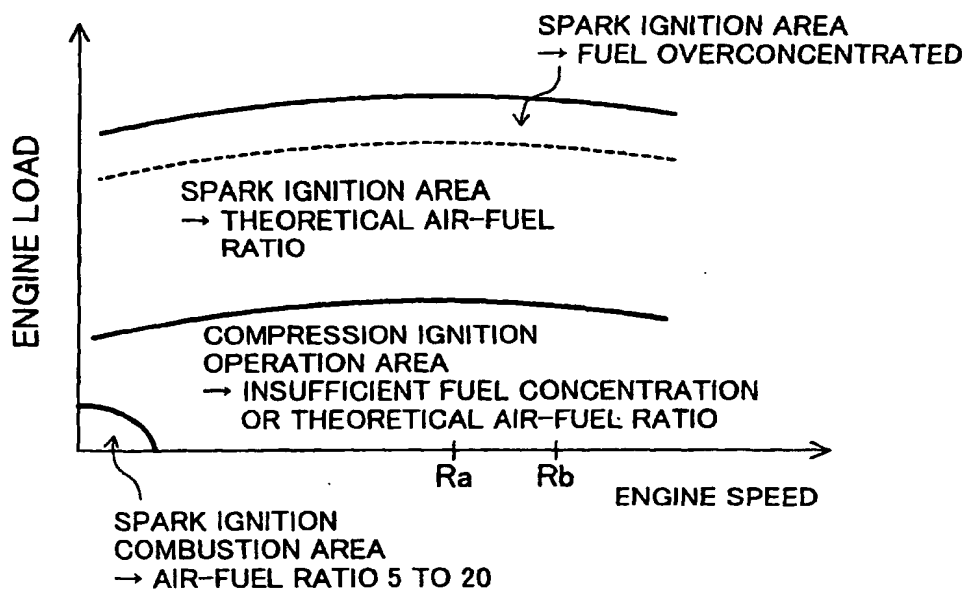 SPARK IGNITION AREA
→ FUEL OVERCONCENTRATED
ENGINE LOAD
SPARK IGNITION AREA
→ THEORETICAL AIR-FUEL
RATIO
COMPRESSION IGNITION
OPERATION AREA
→ INSUFFICIENT FUEL CONCENTRATION
OR THEORETICAL AIR-FUEL RATIO
Ra
Rb
ENGINE SPEED
SPARK IGNITION
COMBUSTION AREA
→ AIR-FUEL RATIO 5 TO 20